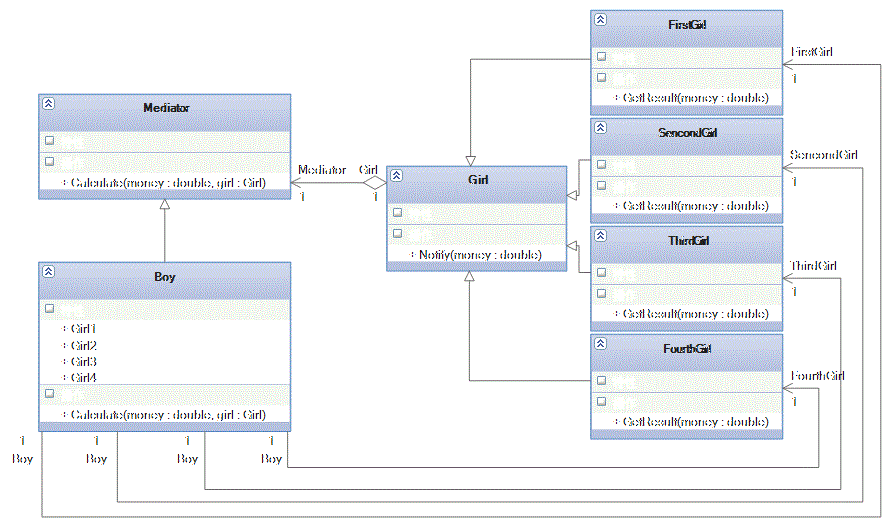 FirstGirl
GetResult(money : double)
FirstGirl
1
Mediator
Calculate(money : double, girl : Girl)
Mediator
Girl
1
1
Girl
Notify(money : double)
SencondGirl
GetResult(money : double)
SencondGirl
1
ThirdGirl
GetResult(money : double)
ThirdGirl
1
Boy
+ Girl1
+ Girl2
+ Girl3
+ Girl4
+ Calculate(money : double, girl : Girl)
FourthGirl
GetResult(money : double)
FourthGirl
1
1
1
1
1
Boy
Boy
Boy
Boy